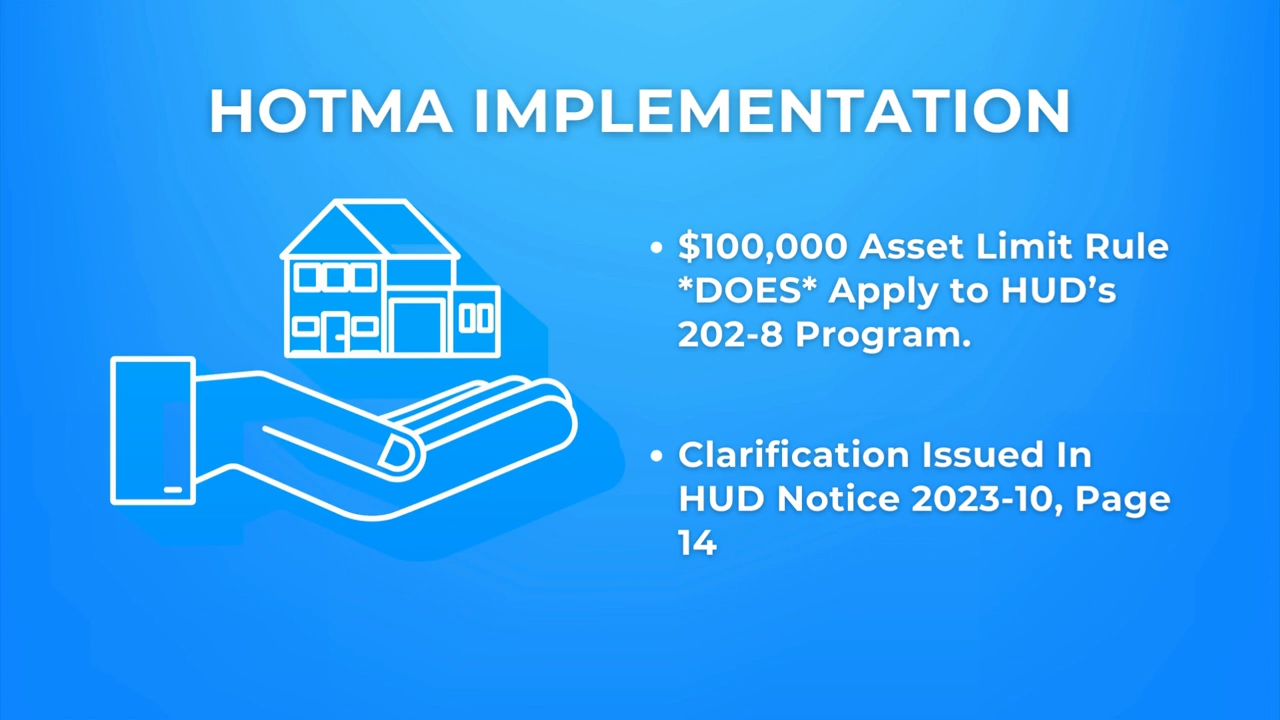 HOTMA IMPLEMENTATION
• $100,000 Asset Limit Rule
*DOES* Apply to HUD’s
202-8 Program.
• Clarification Issued In
HUD Notice 2023-10, Page
14